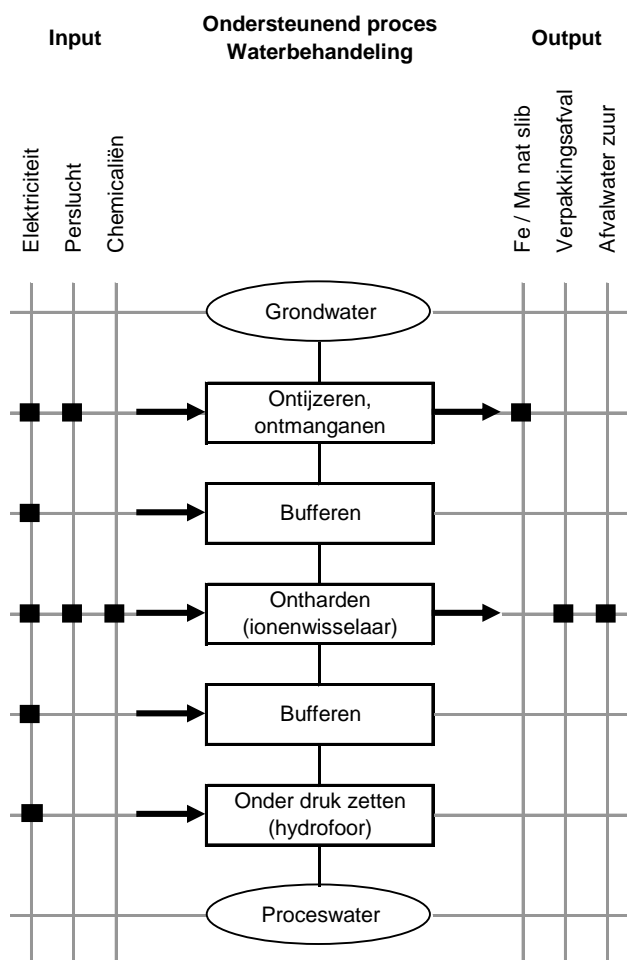 Input
Ondersteunend proces
Waterbehandeling
Output
Elektriciteit
Perslucht
Chemicaliën
Fe / Mn nat slib
Verpakkingsafval
Afvalwater zuur
Grondwater
Ontijzeren,
ontmanganen
Bufferen
Ontharden
(ionenwisselaar)
Bufferen
Onder druk zetten
(hydrofoor)
Proceswater